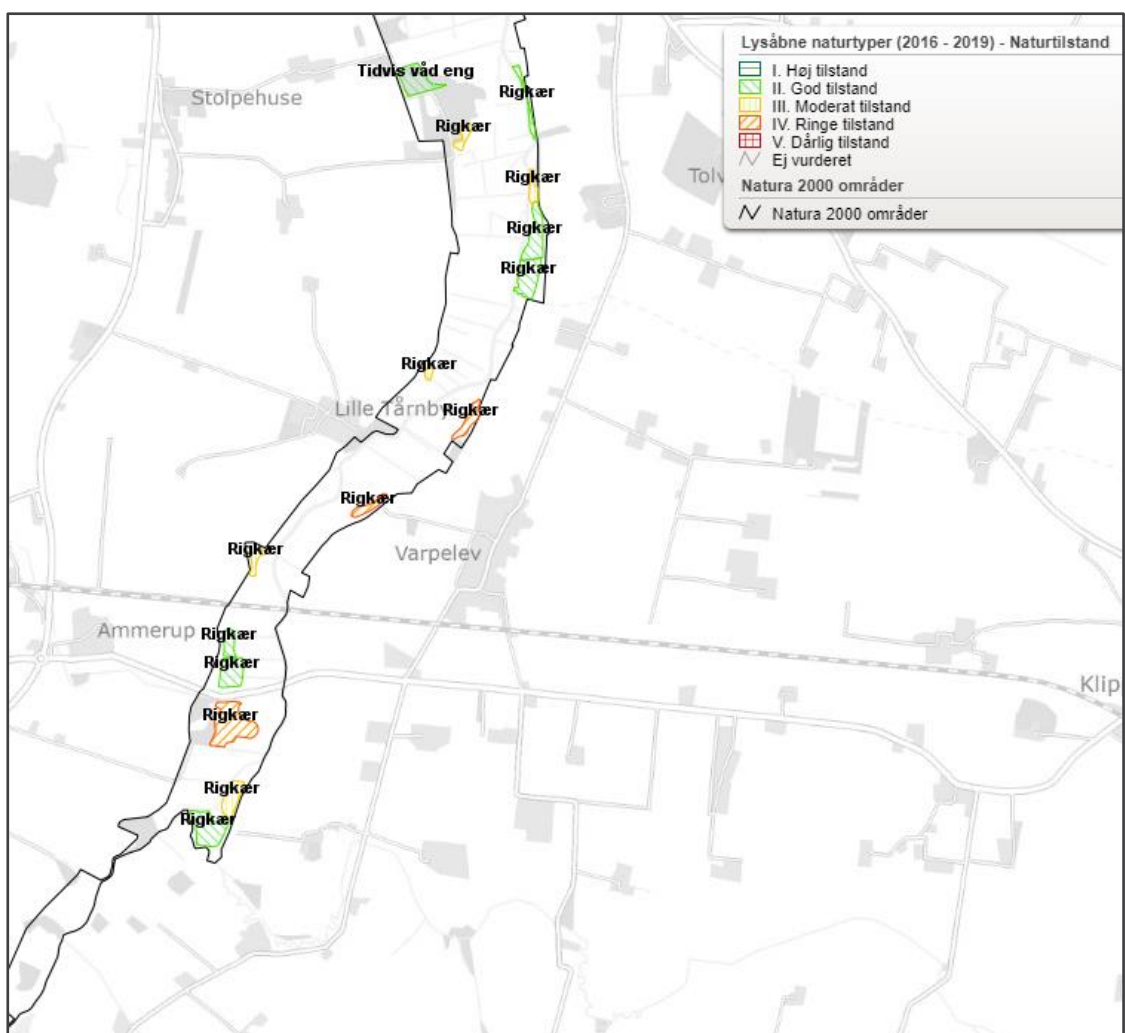 Lysåbne naturtyper (2016 - 2019) - Naturtilstand
I. Høj tilstand
II. God tilstand
III. Moderat tilstand
IV. Ringe tilstand
V. Dårlig tilstand
Ej vurderet
Natura 2000 områder
Natura 2000 områder
Tidvis våd eng
Stolpehuse
Rigkær
Rigkær
Rigkær
Tolv
Rigkær
Rigkær
Rigkær
Lille Tårnby
Rigkær
Rigkær
Varpelev
Rigkær
Ammerup
Rigkær
Rigkær
Klipp
Rigkær
Rigkær
Rigkær